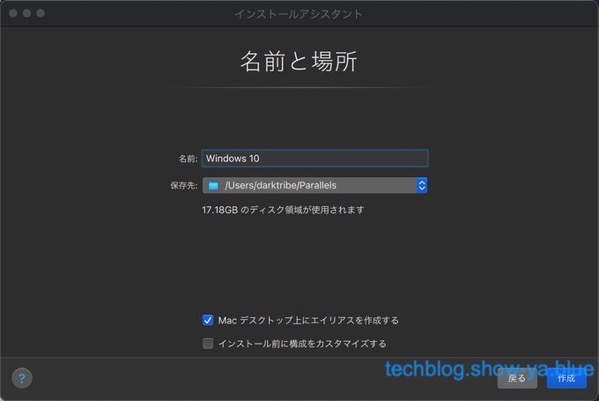 インストールアシスタント
名前と場所
名前: Windows 10
保存先: /Users/darktribe/Parallels
17.18GB のディスク領域が使用されます
Mac デスクトップ上にエイリアスを作成する
インストール前に構成をカスタマイズする
techblog.show-ya.blue
? 戻る 作成